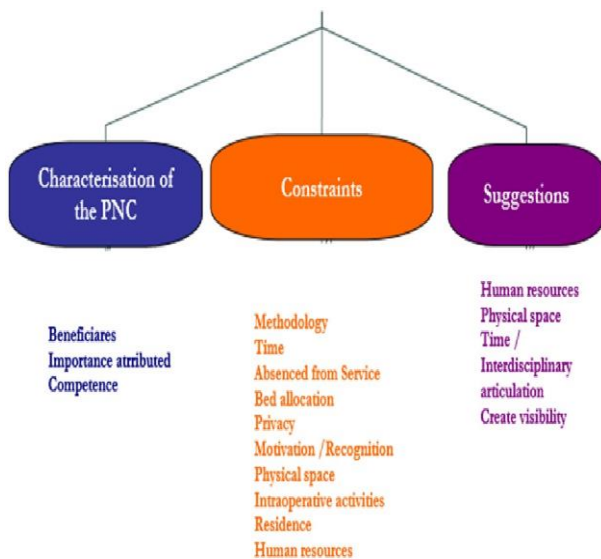 Characterisation of
the PNC
Constraints
Suggestions
Beneficiares
Importance atrributed
Competence
Methodology
Time
Absenced from Service
Bed allocation
Privacy
Motivation /Recognition
Physical space
Intraoperative activities
Residence
Human resources
Human resources
Physical space
Time /
Interdisciplinary
articulation
Create visibility